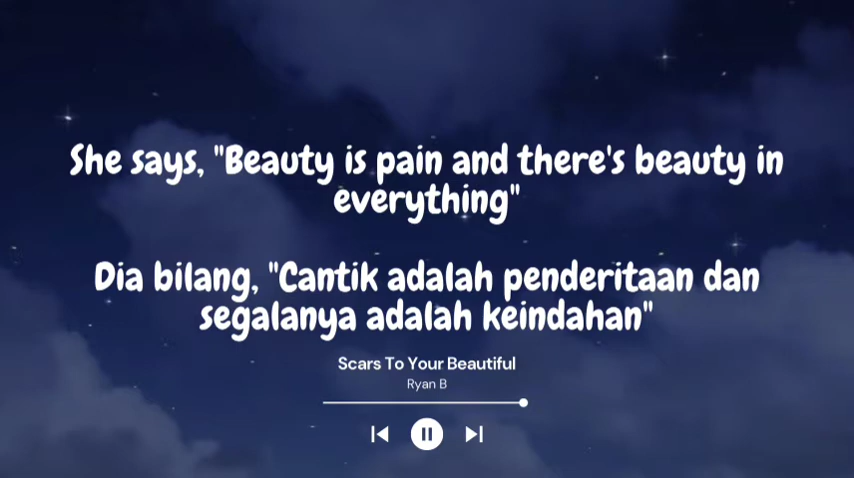 She says, "Beauty is pain and there's beauty in
everything"
Dia bilang, "Cantik adalah penderitaan dan
segalanya adalah keindahan"
Scars To Your Beautiful
Ryan B